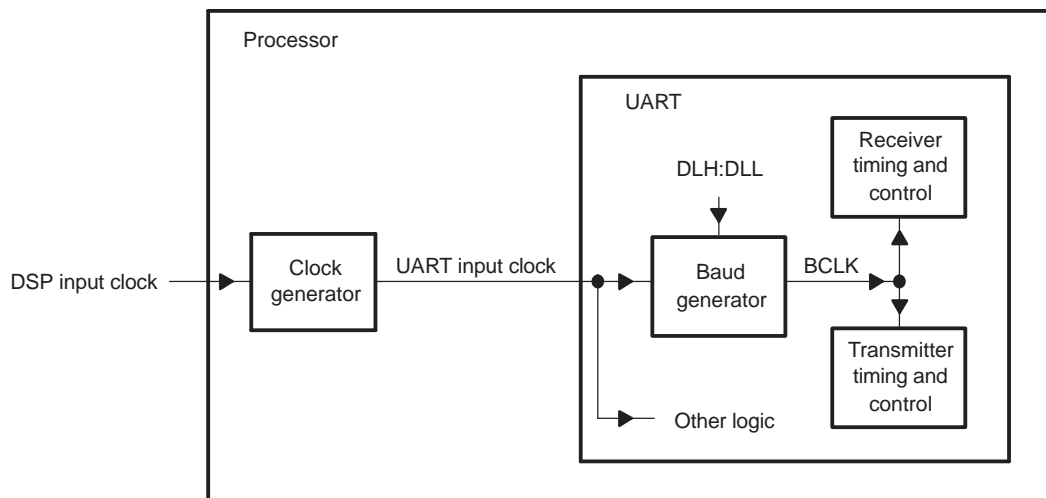 Processor
UART
Receiver
timing and
control
DLH:DLL
DSP input clock
Clock
generator
UART input clock
Baud
generator
BCLK
Transmitter
timing and
control
Other logic